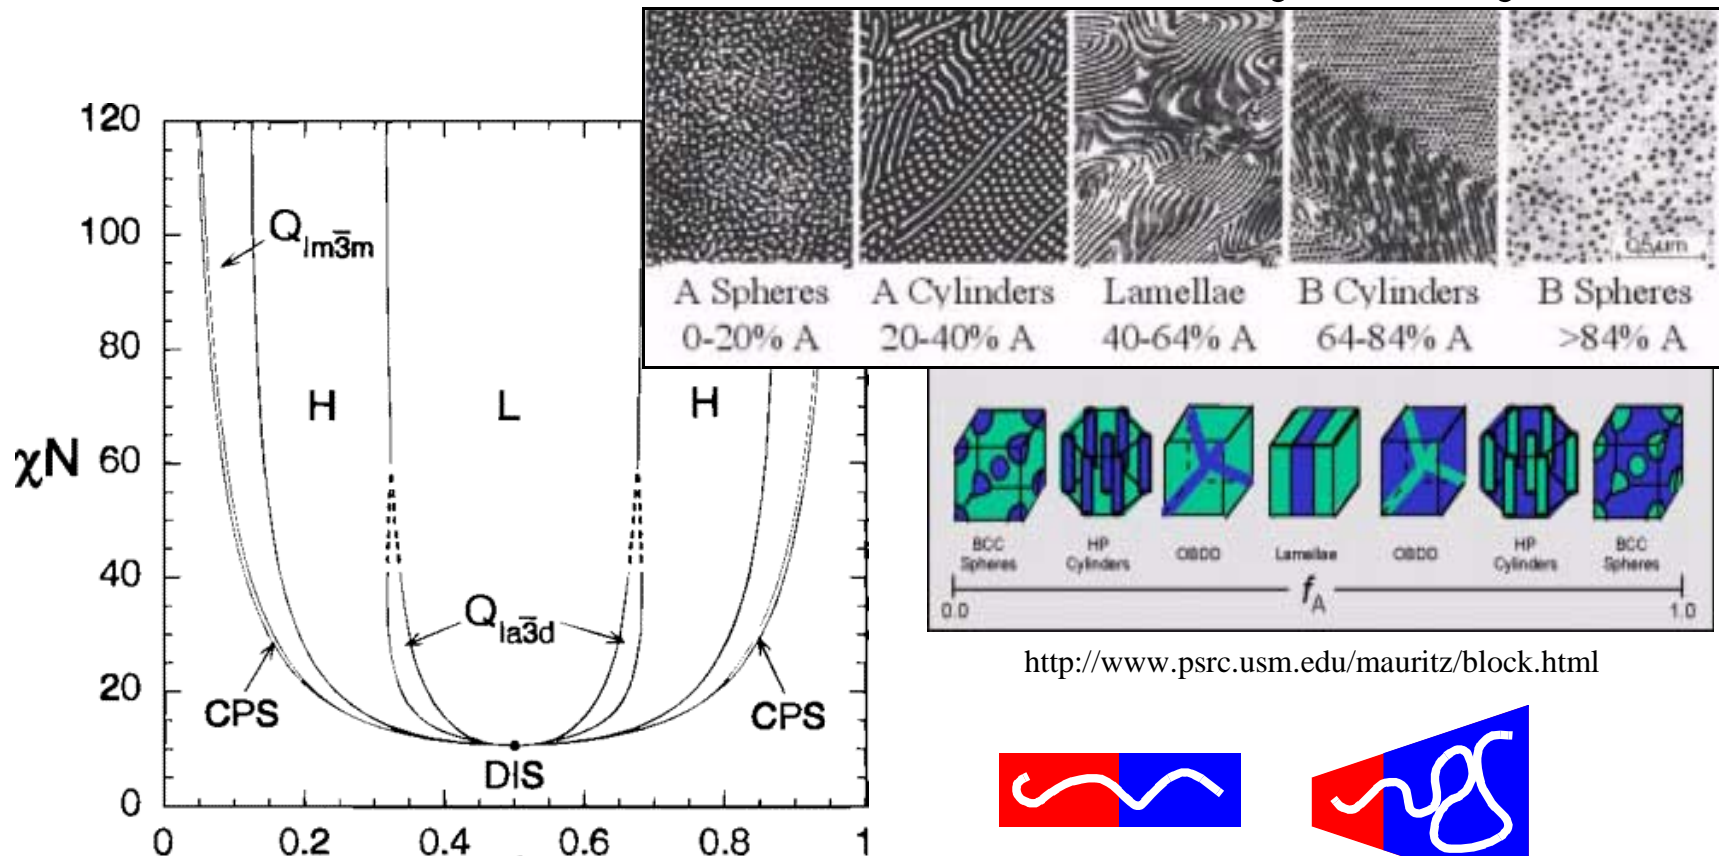 120
100
80
60
40
20
0
χN
0
0.2
0.4
0.6
0.8
1
Q Im3̅m
H
L
H
Q Ia3̅d
CPS
CPS
DIS
0.5μm
A Spheres
0-20% A
A Cylinders
20-40% A
Lamellae
40-64% A
B Cylinders
64-84% A
B Spheres
>84% A
BCC
Spheres
HP
Cylinders
OBDD
Lamellae
OBDD
HP
Cylinders
BCC
Spheres
0.0
fA
1.0
http://www.psrc.usm.edu/mauritz/block.html